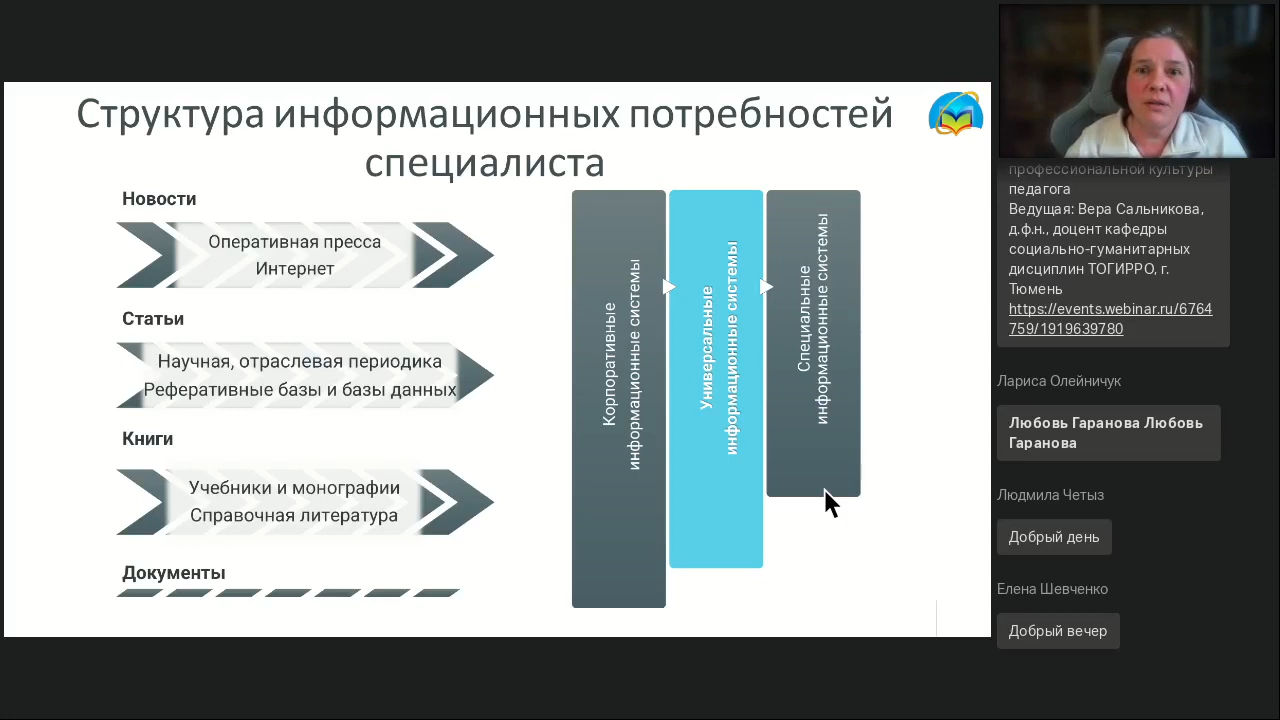 Структура информационных потребностей
специалиста
Новости
Оперативная пресса
Интернет
Статьи
Научная, отраслевая периодика
Реферативные базы и базы данных
Книги
Учебники и монографии
Справочная литература
Документы
Корпоративные
информационные системы
Универсальные
информационные системы
Специальные
информационные системы
профессиональной культуры
педагога
Ведущая: Вера Сальникова,
д.ф.н., доцент кафедры
социально-гуманитарных
дисциплин ТОГИРРО, г.
Тюмень
https://events.webinar.ru/6764
759/1919639780
Лариса Олейничук
Любовь Гаранова Любовь
Гаранова
Людмила Четыз
Добрый день
Елена Шевченко
Добрый вечер